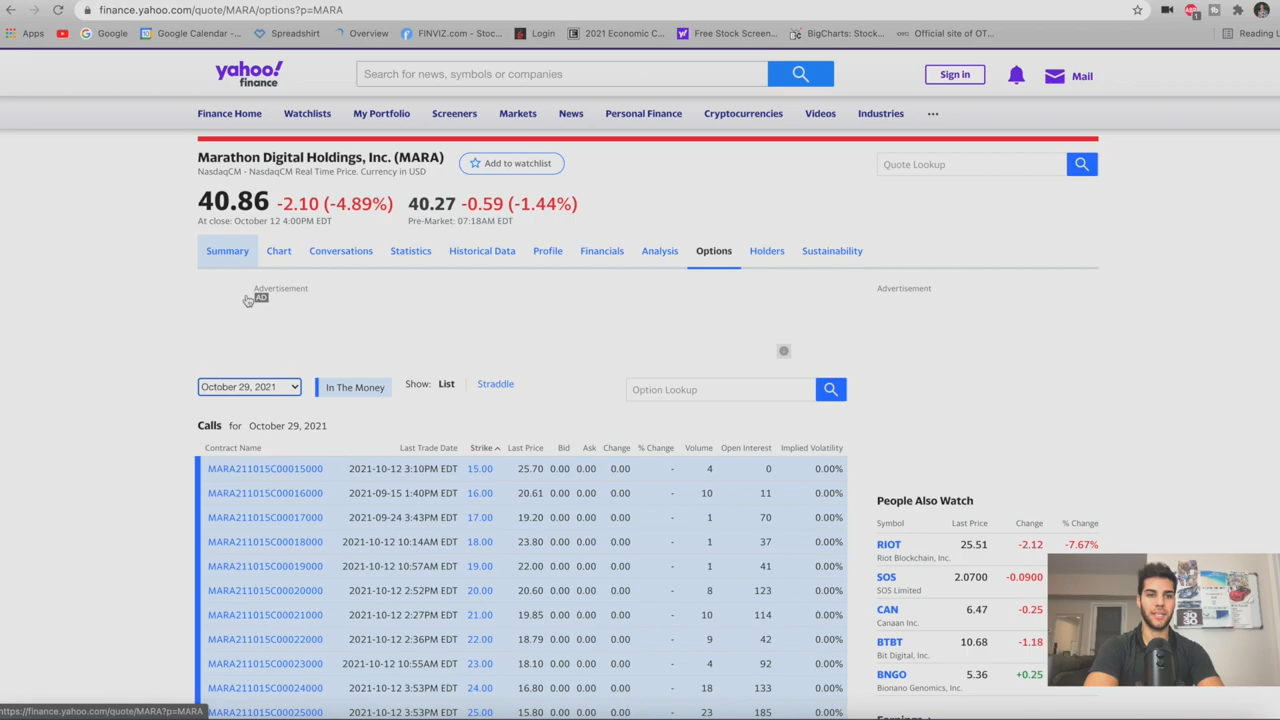 finance.yahoo.com/quote/MARA/options?p=MARA
Apps Google Google Calendar -... Spreadshirt Overview FINVIZ.com - Stoc... Login 2021 Economic C... Free Stock Screen... BigCharts: Stock... Official site of OT... Reading L
yahoo!
finance
Search for news, symbols or companies
Sign in
Mail
Finance Home Watchlists My Portfolio Screeners Markets News Personal Finance Cryptocurrencies Videos Industries ...
Marathon Digital Holdings, Inc. (MARA)
Add to watchlist
Quote Lookup
NasdaqCM - NasdaqCM Real Time Price. Currency in USD
40.86 -2.10 (-4.89%) 40.27 -0.59 (-1.44%)
At close: October 12 4:00PM EDT Pre-Market: 07:18AM EDT
Summary Chart Conversations Statistics Historical Data Profile Financials Analysis Options Holders Sustainability
Advertisement
AD
Advertisement
October 29, 2021 In The Money Show: List Straddle Option Lookup
Calls for October 29, 2021
Contract Name Last Trade Date Strike Last Price Bid Ask Change % Change Volume Open Interest Implied Volatility
MARA211015C00015000 2021-10-12 3:10PM EDT 15.00 25.70 0.00 0.00 0.00 - 4 0 0.00%
MARA211015C00016000 2021-09-15 1:40PM EDT 16.00 20.61 0.00 0.00 0.00 - 10 11 0.00%
MARA211015C00017000 2021-09-24 3:43PM EDT 17.00 19.20 0.00 0.00 0.00 - 1 70 0.00%
MARA211015C00018000 2021-10-12 10:14AM EDT 18.00 23.80 0.00 0.00 0.00 - 1 37 0.00%
MARA211015C00019000 2021-10-12 10:57AM EDT 19.00 22.00 0.00 0.00 0.00 - 1 41 0.00%
MARA211015C00020000 2021-10-12 2:52PM EDT 20.00 20.60 0.00 0.00 0.00 - 8 123 0.00%
MARA211015C00021000 2021-10-12 2:27PM EDT 21.00 19.85 0.00 0.00 0.00 - 10 114 0.00%
MARA211015C00022000 2021-10-12 2:36PM EDT 22.00 18.79 0.00 0.00 0.00 - 9 42 0.00%
MARA211015C00023000 2021-10-12 10:55AM EDT 23.00 18.10 0.00 0.00 0.00 - 4 92 0.00%
MARA211015C00024000 2021-10-12 3:53PM EDT 24.00 16.80 0.00 0.00 0.00 - 18 133 0.00%
MARA211015C00025000 2021-10-12 3:53PM EDT 25.00 15.80 0.00 0.00 0.00 - 23 185 0.00%
People Also Watch
Symbol Last Price Change % Change
RIOT 25.51 -2.12 -7.67%
Riot Blockchain, Inc.
SOS 2.0700 -0.0900
SOS Limited
CAN 6.47 -0.25
Canaan Inc.
BTBT 10.68 -1.18
Bit Digital, Inc.
BNGO 5.36 +0.25
Bionano Genomics, Inc.
https://finance.yahoo.com/quote/MARA?p=MARA